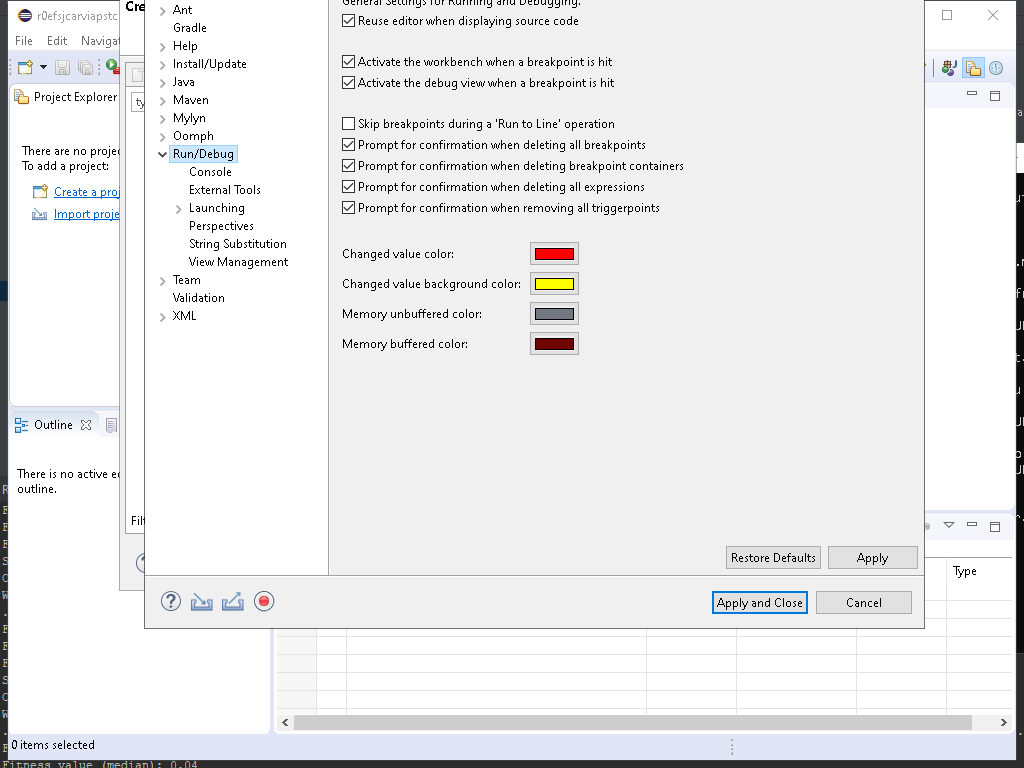 r0efsjcarviapstc
Cre
File Edit Navigat
Project Explorer
There are no projec
To add a project:
Create a proj
Import proje
Outline
There is no active ed
outline.
0 items selected
Fitness value (median): 0.04
ty
Filt
Ant
Gradle
Help
Install/Update
Java
Maven
Mylyn
Oomph
Run/Debug
Console
External Tools
Launching
Perspectives
String Substitution
View Management
Team
Validation
XML
General Settings for Running and Debugging.
Reuse editor when displaying source code
Activate the workbench when a breakpoint is hit
Activate the debug view when a breakpoint is hit
Skip breakpoints during a 'Run to Line' operation
Prompt for confirmation when deleting all breakpoints
Prompt for confirmation when deleting breakpoint containers
Prompt for confirmation when deleting all expressions
Prompt for confirmation when removing all triggerpoints
Changed value color:
Changed value background color:
Memory unbuffered color:
Memory buffered color:
Restore Defaults
Apply
Apply and Close
Cancel
Type